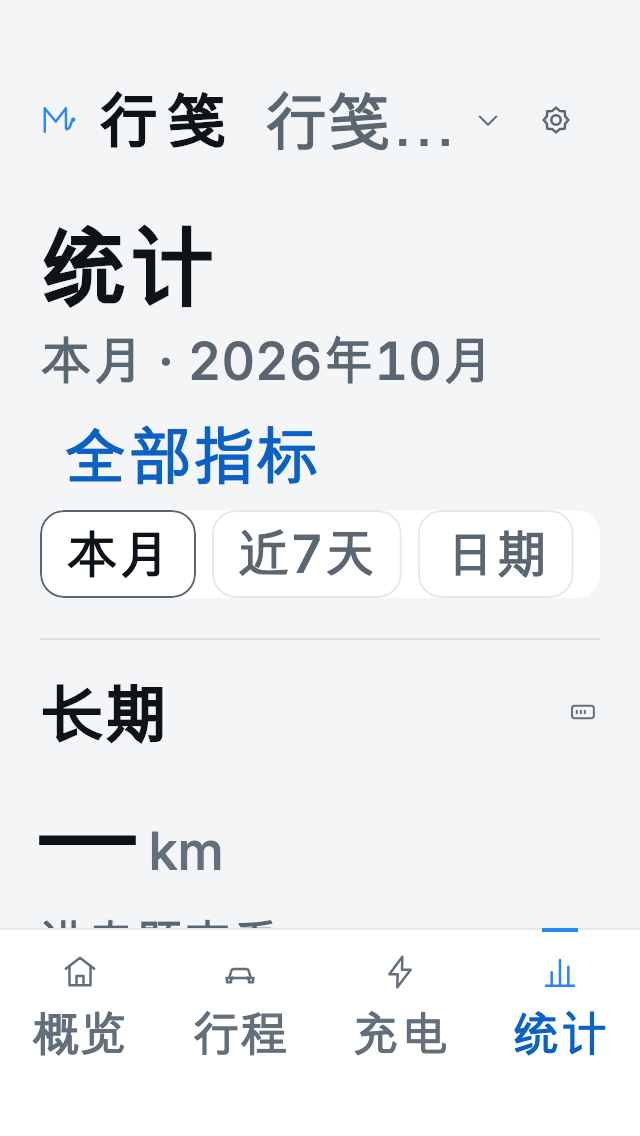 行笺 行笺...
统计
本月 · 2026年10月
全部指标
本月 近7天 日期
长期
— km
概览 行程 充电 统计